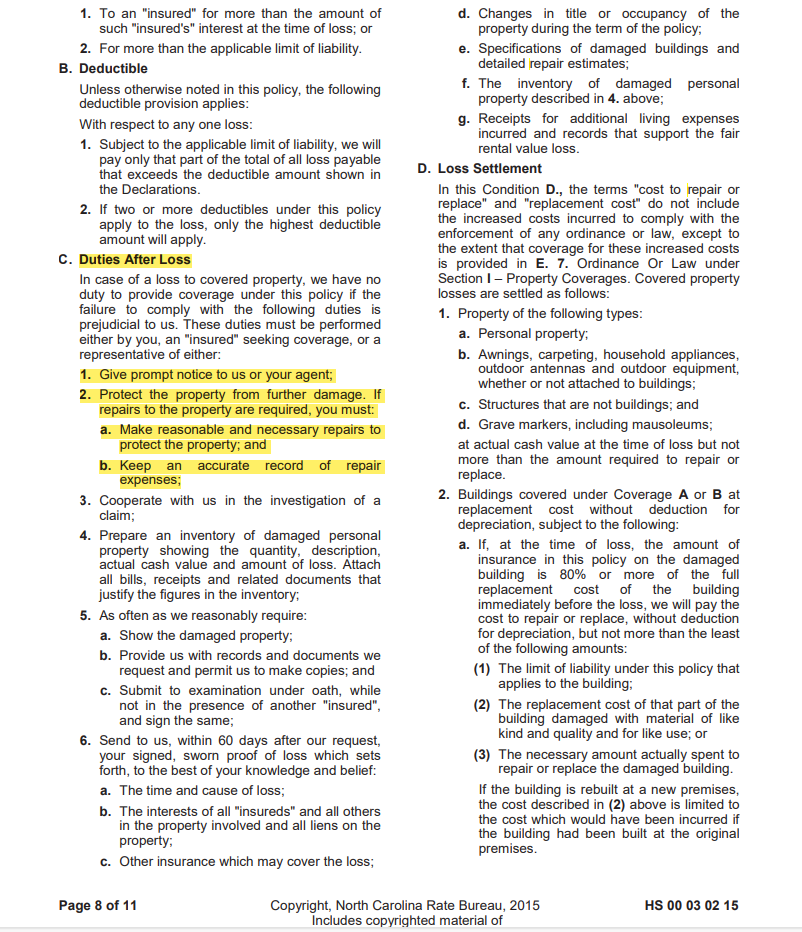 1. To an "insured" for more than the amount of
such "insured's" interest at the time of loss; or
2. For more than the applicable limit of liability.
B. Deductible
Unless otherwise noted in this policy, the following
deductible provision applies:
With respect to any one loss:
1. Subject to the applicable limit of liability, we will
pay only that part of the total of all loss payable
that exceeds the deductible amount shown in
the Declarations.
2. If two or more deductibles under this policy
apply to the loss, only the highest deductible
amount will apply.
C. Duties After Loss
In case of a loss to covered property, we have no
duty to provide coverage under this policy if the
failure to comply with the following duties is
prejudicial to us. These duties must be performed
either by you, an "insured" seeking coverage, or a
representative of either:
1. Give prompt notice to us or your agent;
2. Protect the property from further damage. If
repairs to the property are required, you must:
a. Make reasonable and necessary repairs to
protect the property; and
b. Keep an accurate record of repair
expenses;
3. Cooperate with us in the investigation of a
claim;
4. Prepare an inventory of damaged personal
property showing the quantity, description,
actual cash value and amount of loss. Attach
all bills, receipts and related documents that
justify the figures in the inventory;
5. As often as we reasonably require:
a. Show the damaged property;
b. Provide us with records and documents we
request and permit us to make copies; and
c. Submit to examination under oath, while
not in the presence of another "insured",
and sign the same;
6. Send to us, within 60 days after our request,
your signed, sworn proof of loss which sets
forth, to the best of your knowledge and belief:
a. The time and cause of loss;
b. The interests of all "insureds" and all others
in the property involved and all liens on the
property;
c. Other insurance which may cover the loss;
d. Changes in title or occupancy of the
property during the term of the policy;
e. Specifications of damaged buildings and
detailed repair estimates;
f. The inventory of damaged personal
property described in 4. above;
g. Receipts for additional living expenses
incurred and records that support the fair
rental value loss.
D. Loss Settlement
In this Condition D., the terms "cost to repair or
replace" and "replacement cost" do not include
the increased costs incurred to comply with the
enforcement of any ordinance or law, except to
the extent that coverage for these increased costs
is provided in E. 7. Ordinance Or Law under
Section I – Property Coverages. Covered property
losses are settled as follows:
1. Property of the following types:
a. Personal property;
b. Awnings, carpeting, household appliances,
outdoor antennas and outdoor equipment,
whether or not attached to buildings;
c. Structures that are not buildings; and
d. Grave markers, including mausoleums;
at actual cash value at the time of loss but not
more than the amount required to repair or
replace.
2. Buildings covered under Coverage A or B at
replacement cost without deduction for
depreciation, subject to the following:
a. If, at the time of loss, the amount of
insurance in this policy on the damaged
building is 80% or more of the full
replacement cost of the building
immediately before the loss, we will pay the
cost to repair or replace, without deduction
for depreciation, but not more than the least
of the following amounts:
(1) The limit of liability under this policy that
applies to the building;
(2) The replacement cost of that part of the
building damaged with material of like
kind and quality and for like use; or
(3) The necessary amount actually spent to
repair or replace the damaged building.
If the building is rebuilt at a new premises,
the cost described in (2) above is limited to
the cost which would have been incurred if
the building had been built at the original
premises.
Page 8 of 11 Copyright, North Carolina Rate Bureau, 2015 HS 00 03 02 15
Includes copyrighted material of